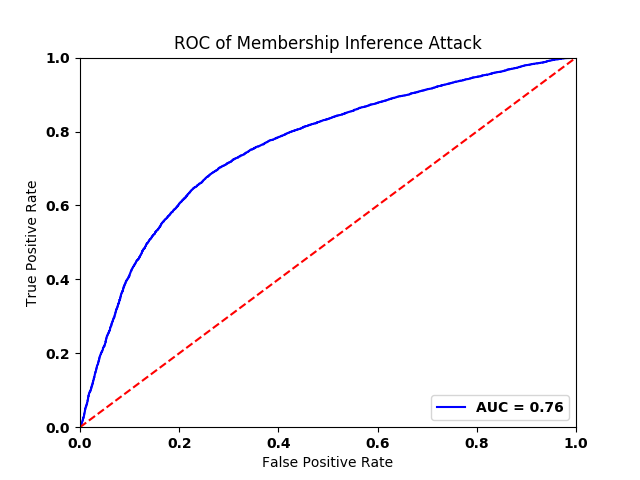 ROC of Membership Inference Attack
1.0
0.8
0.6
0.4
0.2
0.0
True Positive Rate
AUC = 0.76
0.0 0.2 0.4 0.6 0.8 1.0
False Positive Rate